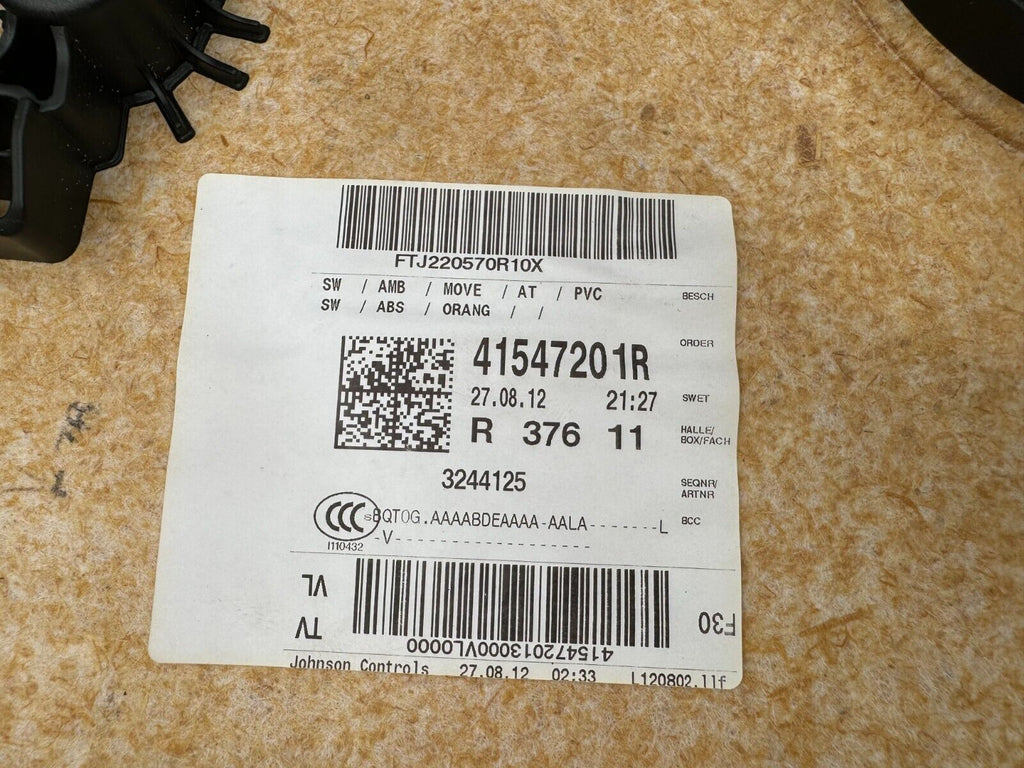 FTJ220570R10X
SW / AMB / MOVE / AT / PVC BESCH
SW / ABS / ORANG / /
ORDER
41547201R
27.08.12 21:27 SWET
R 376 11 HALLE/
BOX/FACH
3244125 SEQNR/
ARTNR
CCC S BQT0G.AAAABDEAAAA-AALA-------L BCC
-V-------------------
I110432
VL
TV
F30
415472013000VL0000
Johnson Controls 27.08.12 02:33 L120802.11f